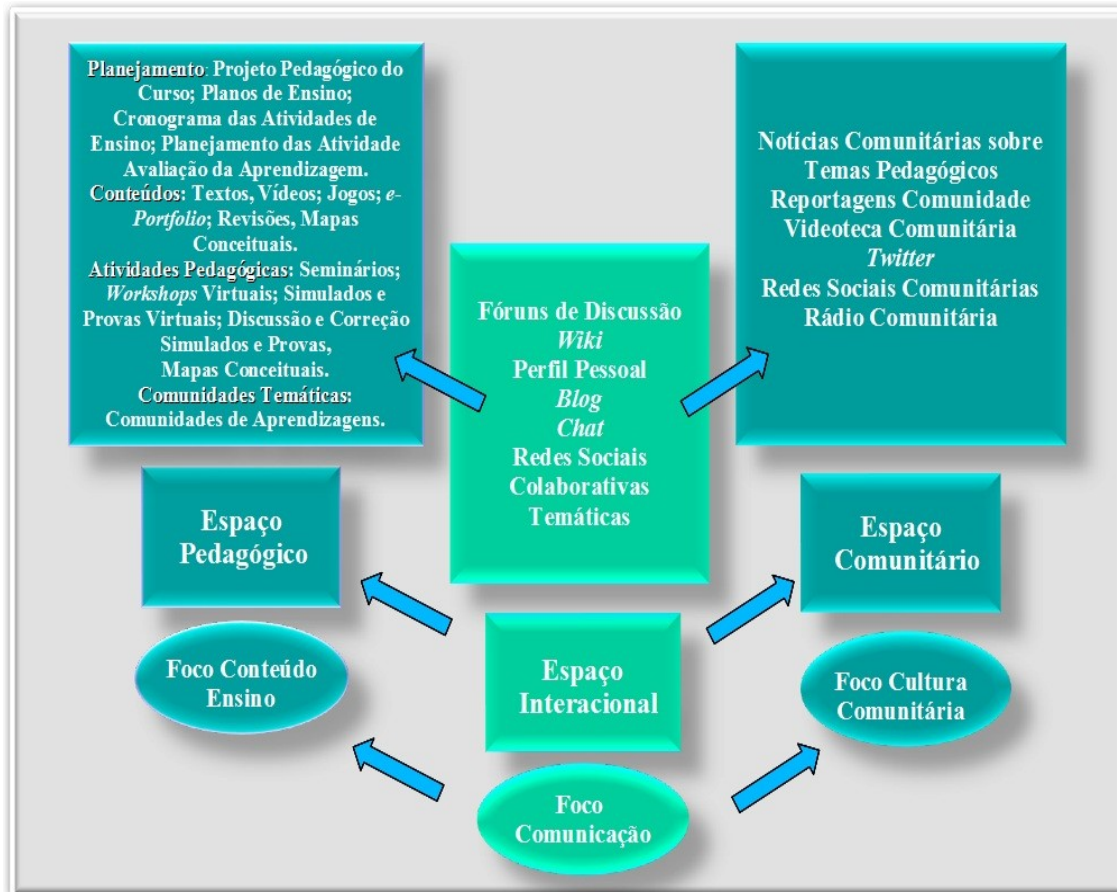 Planejamento: Projeto Pedagógico do
Curso; Planos de Ensino;
Cronograma das Atividades de
Ensino; Planejamento das Atividade
Avaliação da Aprendizagem.
Conteúdos: Textos, Vídeos; Jogos; e-
Portfolio; Revisões, Mapas
Conceituais.
Atividades Pedagógicas: Seminários;
Workshops Virtuais; Simulados e
Provas Virtuais; Discussão e Correção
Simulados e Provas,
Mapas Conceituais.
Comunidades Temáticas:
Comunidades de Aprendizagens.
Fóruns de Discussão
Wiki
Perfil Pessoal
Blog
Chat
Redes Sociais
Colaborativas
Temáticas
Notícias Comunitárias sobre
Temas Pedagógicos
Reportagens Comunidade
Videoteca Comunitária
Twitter
Redes Sociais Comunitárias
Rádio Comunitária
Espaço
Pedagógico
Espaço
Interacional
Espaço
Comunitário
Foco Conteúdo
Ensino
Foco
Comunicação
Foco Cultura
Comunitária